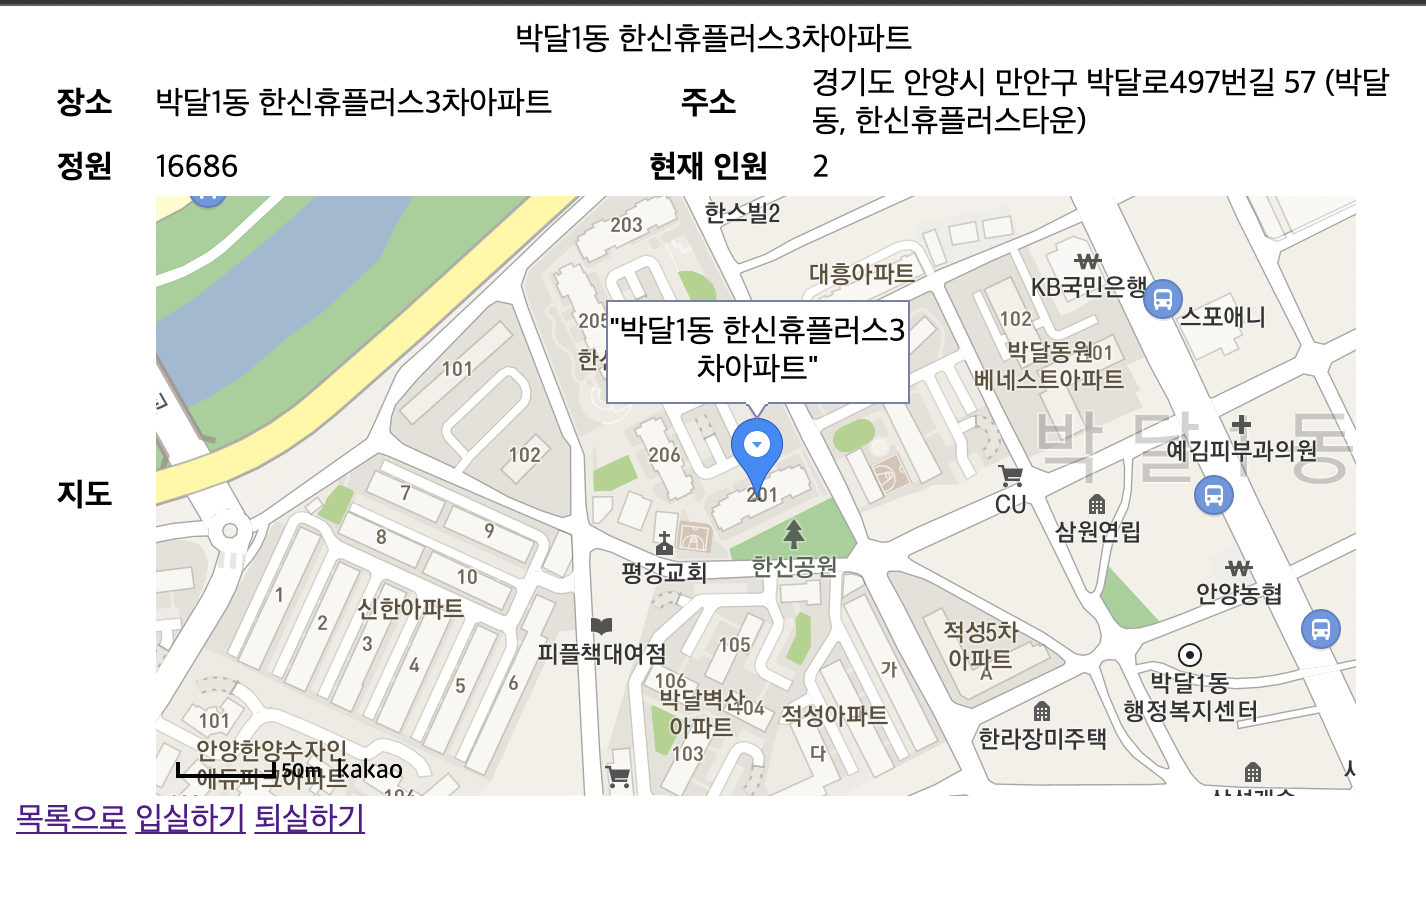 박달1동 한신휴플러스3차아파트
장소 박달1동 한신휴플러스3차아파트 주소 경기도 안양시 만안구 박달로497번길 57 (박달
동, 한신휴플러스타운)
정원 16686 현재 인원 2
지도
203
한스빌2
대흥아파트
KB국민은행
스포애니
205
"박달1동 한신휴플러스3
차아파트"
102
박달동원
101
베네스트아파트
101
102
206
201
박달1동
예김피부과의원
CU
삼원연립
7
8
9
10
평강교회
한신공원
안양농협
1
2
3
4
5
6
신한아파트
피플책대여점
105
106
박달벽산
104
아파트
103
적성아파트
가
다
적성5차
아파트
A
박달1동
행정복지센터
한라장미주택
101
안양한양수자인
에듀파크아파트
50m kakao
목록으로 입실하기 퇴실하기